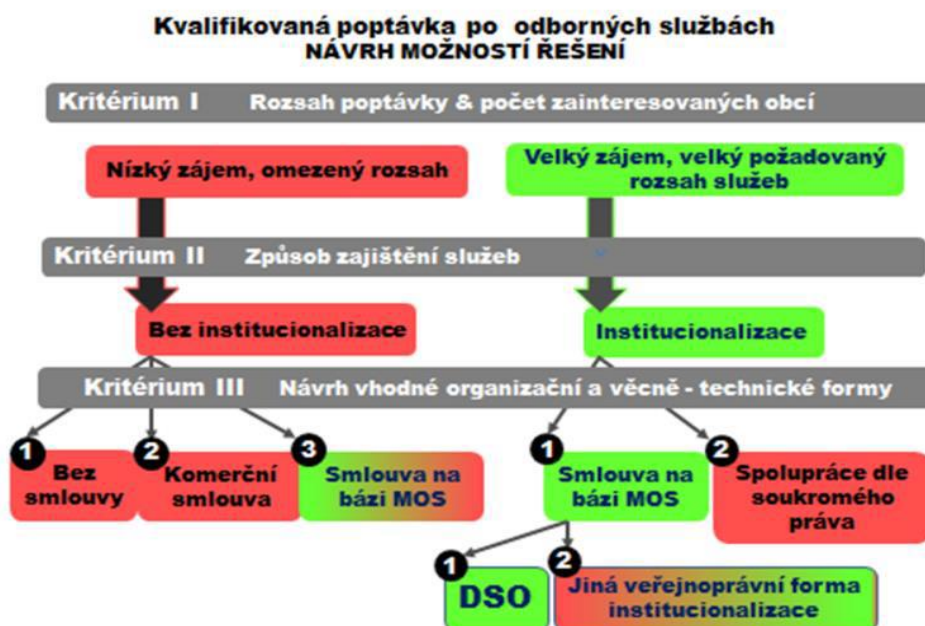 Kvalifikovaná poptávka po odborných službách
NÁVRH MOŽNOSTÍ ŘEŠENÍ
Kritérium I Rozsah poptávky & počet zainteresovaných obcí
Nízký zájem, omezený rozsah
Velký zájem, velký požadovaný
rozsah služeb
Kritérium II Způsob zajištění služeb
Bez institucionalizace
Institucionalizace
Kritérium III Návrh vhodné organizační a věcně - technické formy
1
Bez
smlouvy
2
Komerční
smlouva
3
Smlouva na
bázi MOS
1
Smlouva na
bázi MOS
2
Spolupráce dle
soukromého
práva
1
DSO
2
Jiná veřejnoprávní forma
institucionalizace